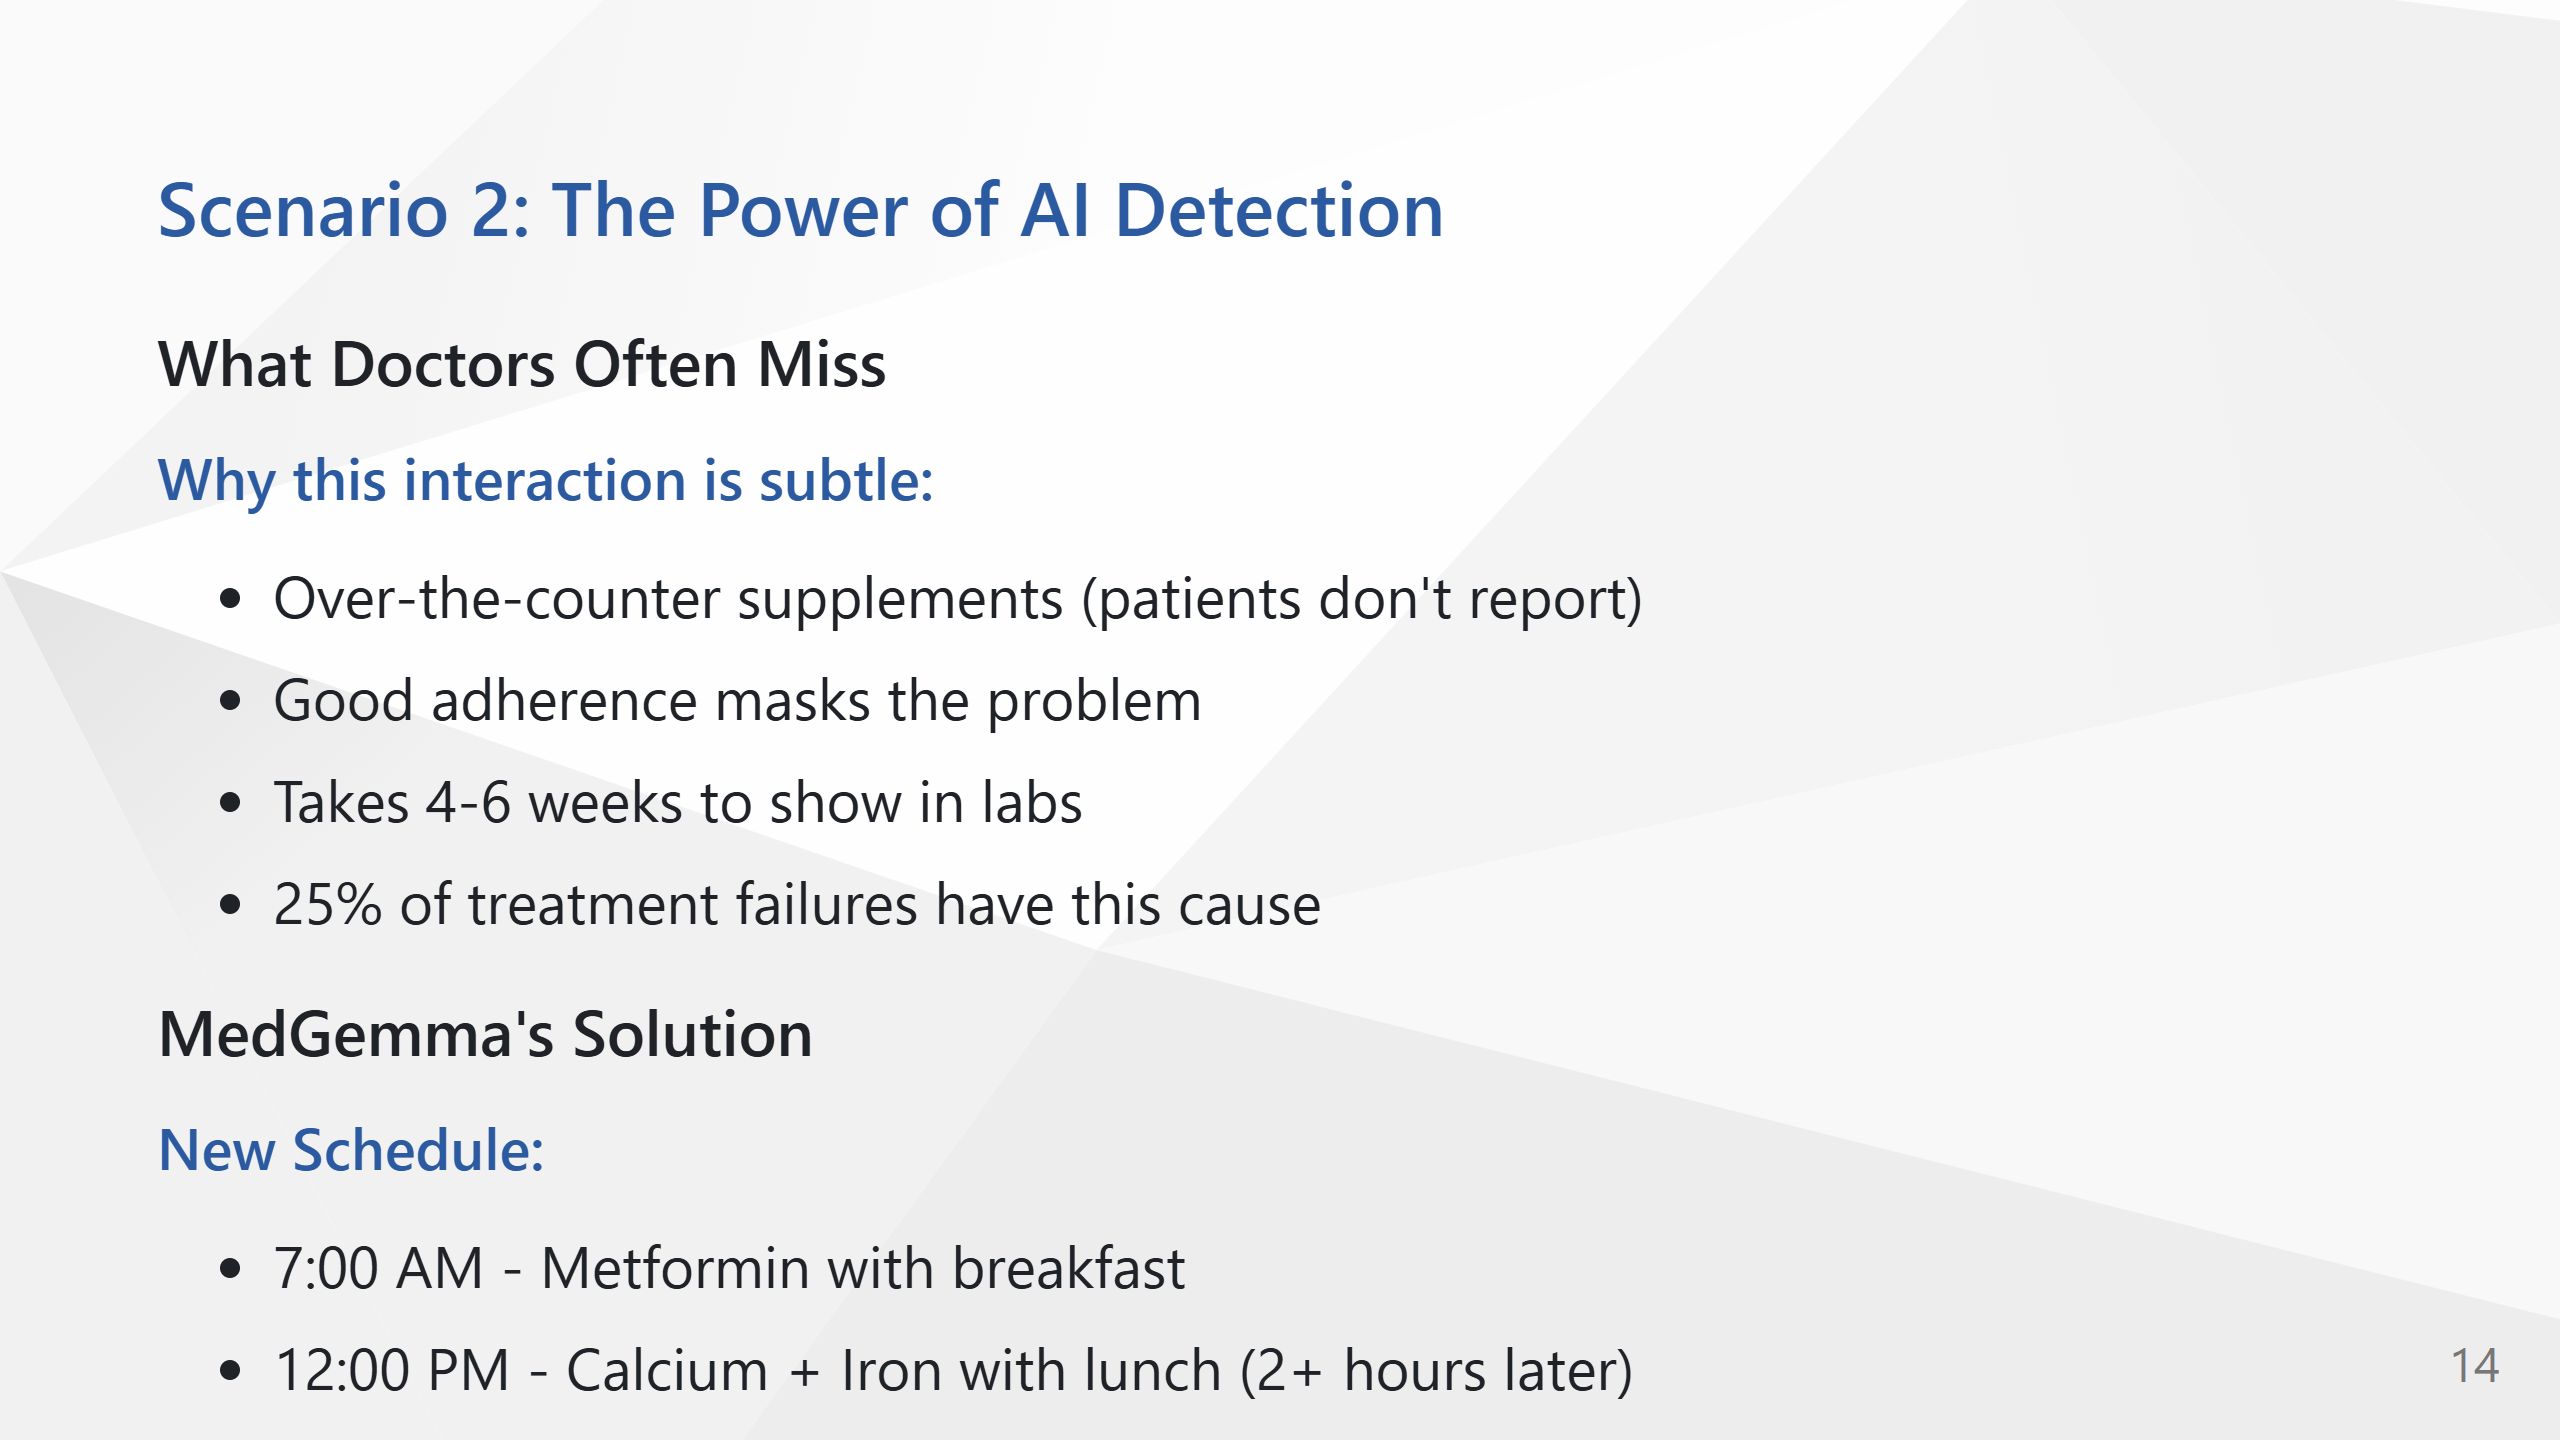 Scenario 2: The Power of AI Detection
What Doctors Often Miss
Why this interaction is subtle:
• Over-the-counter supplements (patients don't report)
• Good adherence masks the problem
• Takes 4-6 weeks to show in labs
• 25% of treatment failures have this cause
MedGemma's Solution
New Schedule:
• 7:00 AM - Metformin with breakfast
• 12:00 PM - Calcium + Iron with lunch (2+ hours later)
14